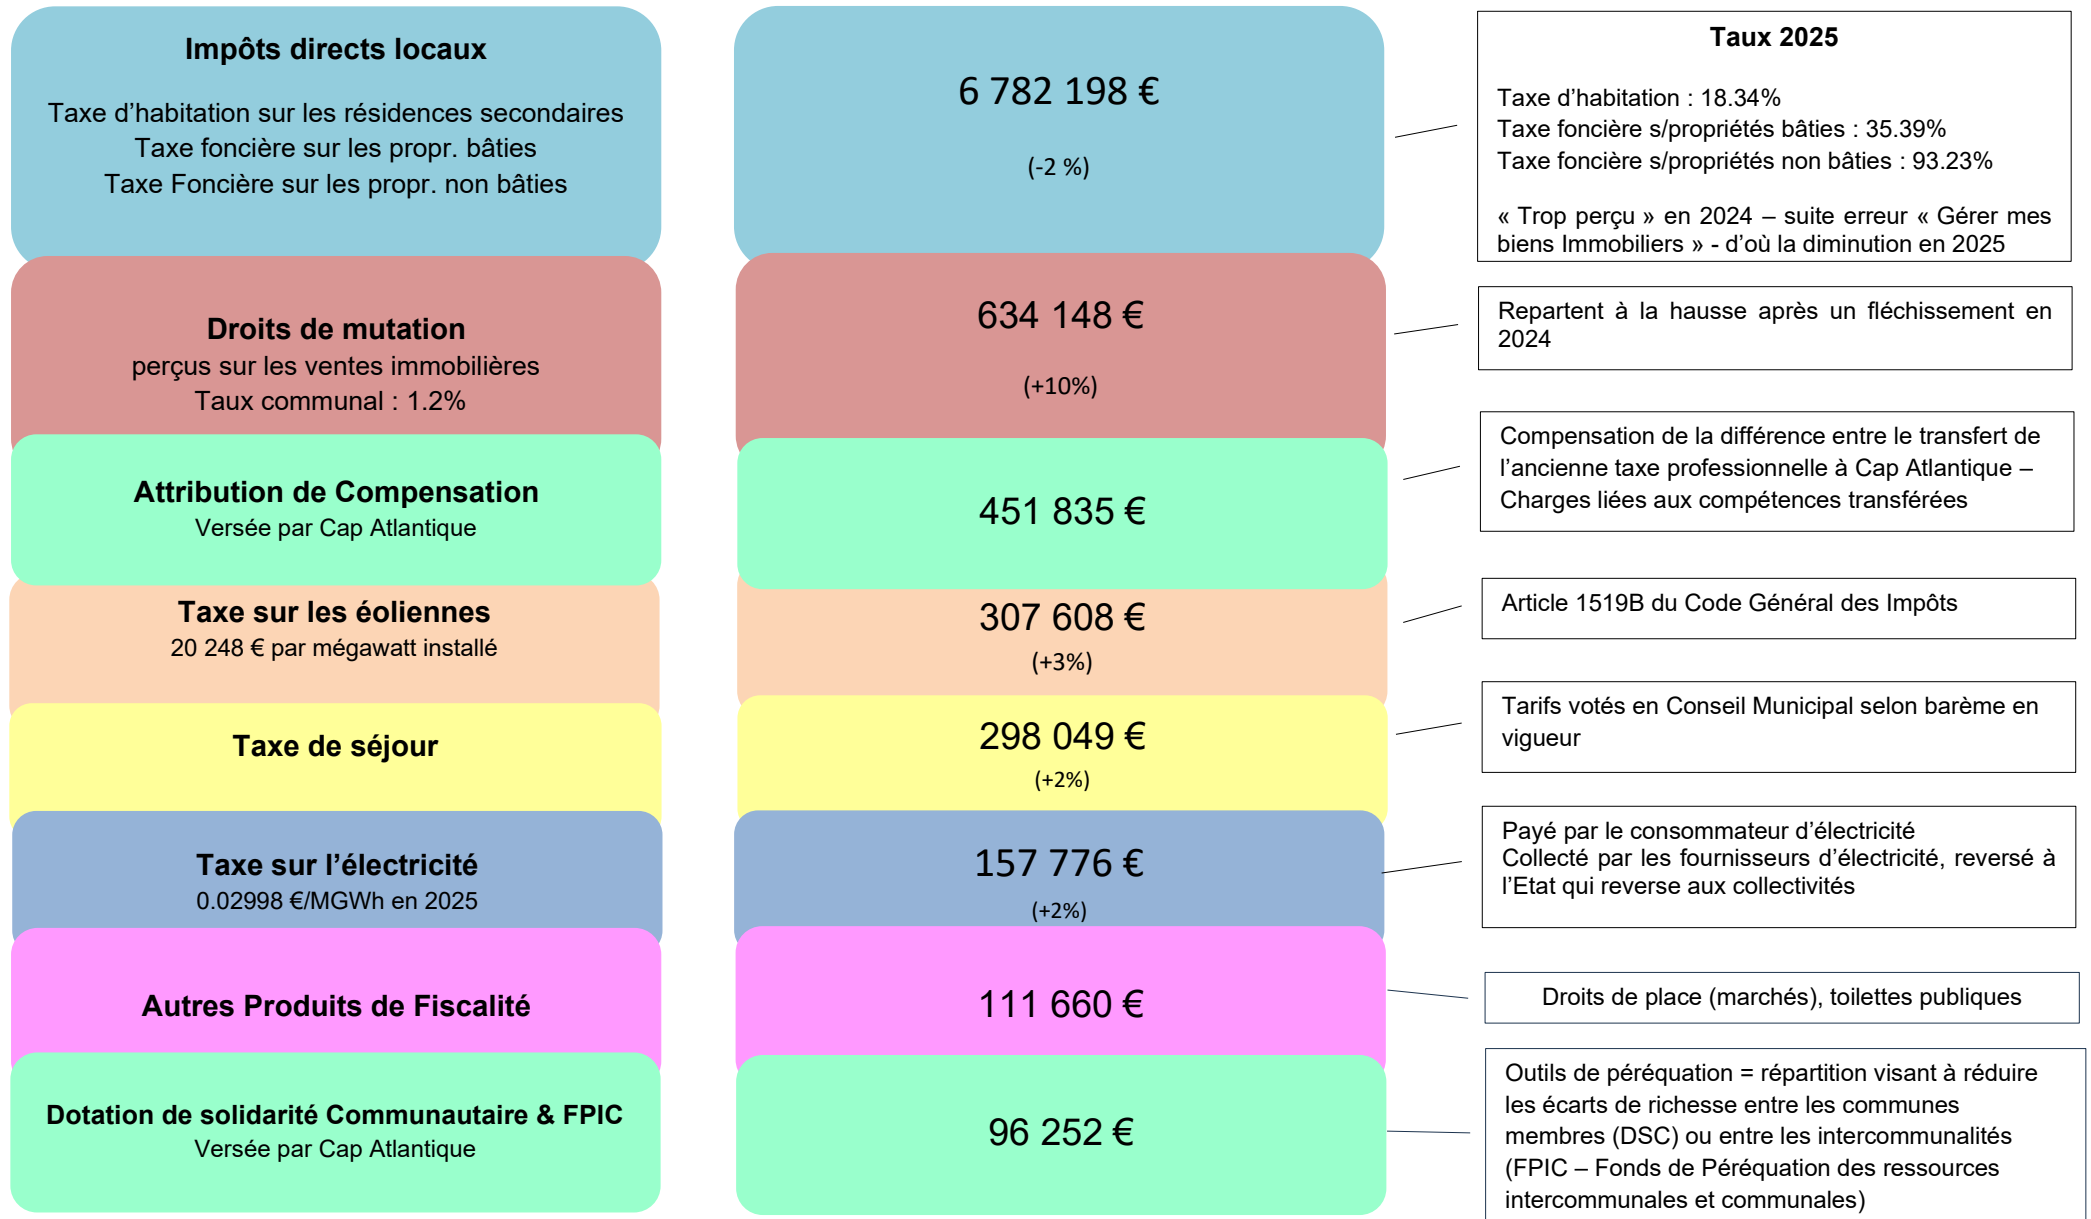 Impôts directs locaux
Taxe d’habitation sur les résidences secondaires
Taxe foncière sur les propr. bâties
Taxe Foncière sur les propr. non bâties
6 782 198 €
(-2 %)
Taux 2025
Taxe d’habitation : 18.34%
Taxe foncière s/propriétés bâties : 35.39%
Taxe foncière s/propriétés non bâties : 93.23%
« Trop perçu » en 2024 – suite erreur « Gérer mes
biens Immobiliers » - d’où la diminution en 2025
Droits de mutation
perçus sur les ventes immobilières
Taux communal : 1.2%
634 148 €
(+10%)
Repartent à la hausse après un fléchissement en
2024
Attribution de Compensation
Versée par Cap Atlantique
451 835 €
Compensation de la différence entre le transfert de
l’ancienne taxe professionnelle à Cap Atlantique –
Charges liées aux compétences transférées
Taxe sur les éoliennes
20 248 € par mégawatt installé
307 608 €
(+3%)
Article 1519B du Code Général des Impôts
Taxe de séjour
298 049 €
(+2%)
Tarifs votés en Conseil Municipal selon barème en
vigueur
Taxe sur l’électricité
0.02998 €/MGWh en 2025
157 776 €
(+2%)
Payé par le consommateur d’électricité
Collecté par les fournisseurs d’électricité, reversé à
l’Etat qui reverse aux collectivités
Autres Produits de Fiscalité
111 660 €
Droits de place (marchés), toilettes publiques
Dotation de solidarité Communautaire & FPIC
Versée par Cap Atlantique
96 252 €
Outils de péréquation = répartition visant à réduire
les écarts de richesse entre les communes
membres (DSC) ou entre les intercommunalités
(FPIC – Fonds de Péréquation des ressources
intercommunales et communales)